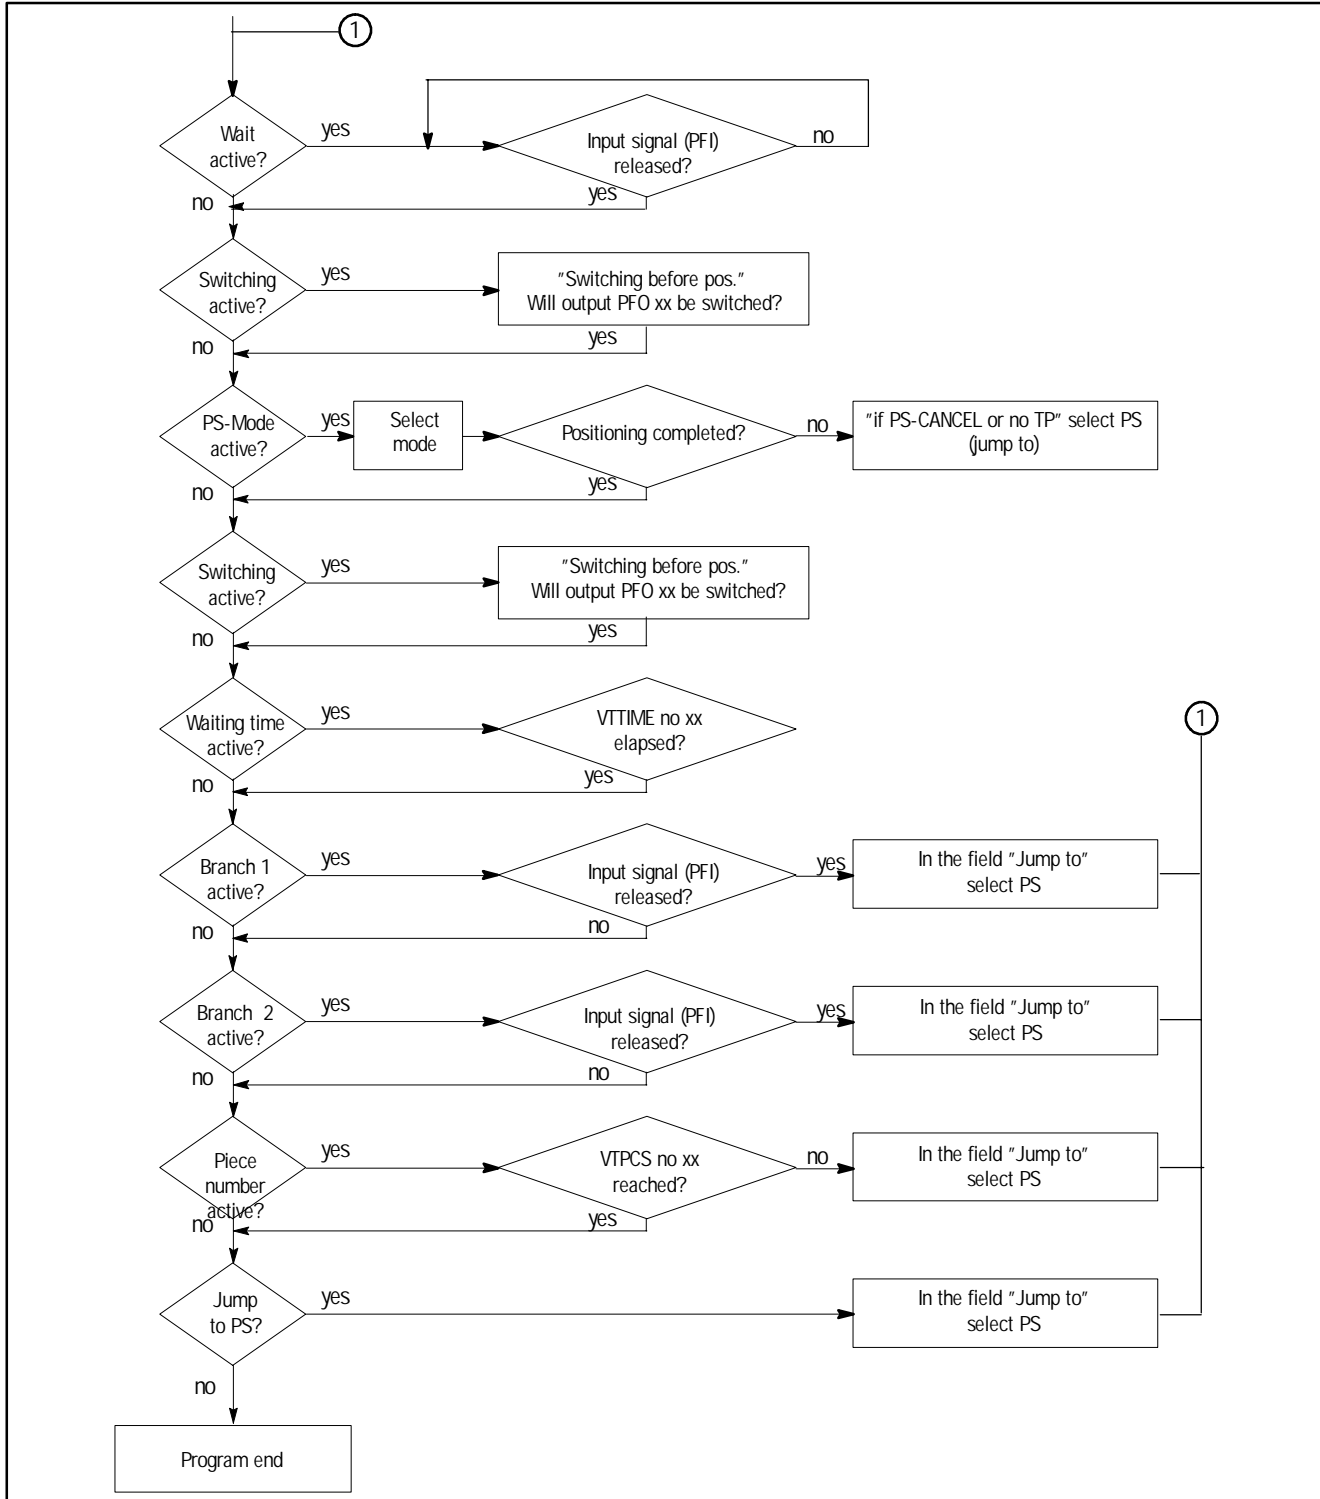 1
Wait
active?
yes
Input signal (PFI)
released?
no
no
yes
Switching
active?
yes
"Switching before pos."
Will output PFO xx be switched?
no
yes
PS-Mode
active?
yes
Select
mode
Positioning completed?
no
"if PS-CANCEL or no TP" select PS
(jump to)
no
yes
Switching
active?
yes
"Switching before pos."
Will output PFO xx be switched?
no
yes
Waiting time
active?
yes
VTTIME no xx
elapsed?
1
no
yes
Branch 1
active?
yes
Input signal (PFI)
released?
yes
In the field "Jump to"
select PS
no
no
Branch 2
active?
yes
Input signal (PFI)
released?
yes
In the field "Jump to"
select PS
no
no
Piece
number
active?
yes
VTPCS no xx
reached?
no
In the field "Jump to"
select PS
no
yes
Jump
to PS?
yes
In the field "Jump to"
select PS
no
Program end